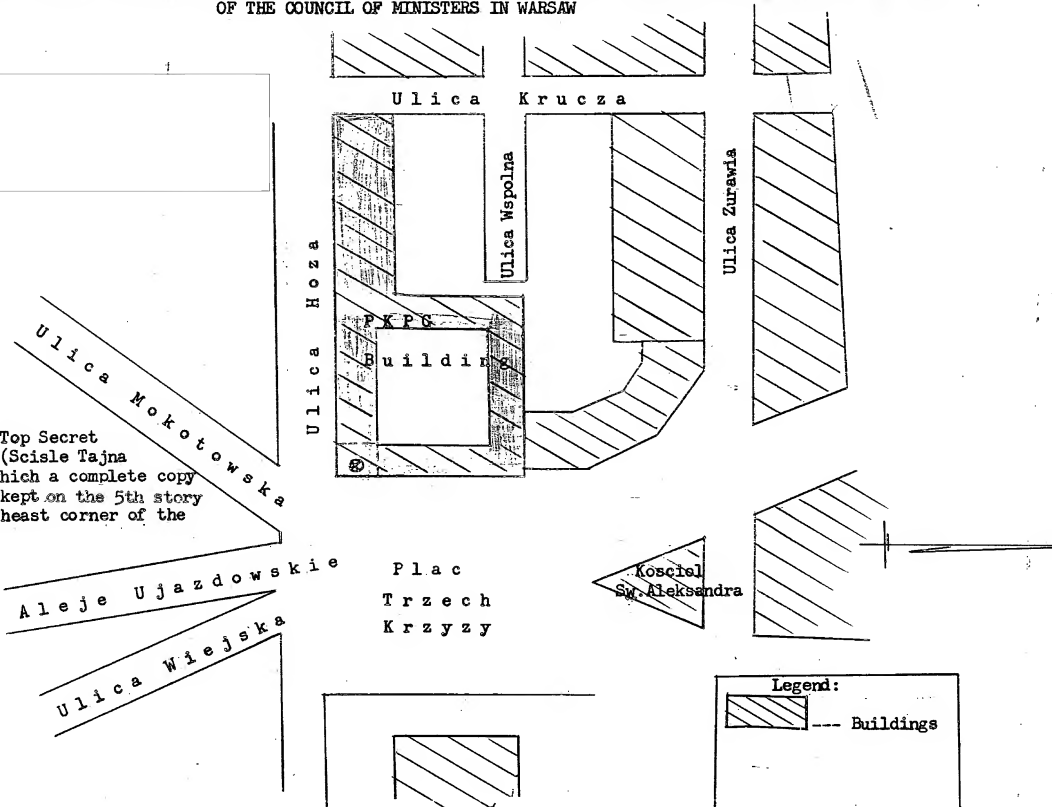 OF THE COUNCIL OF MINISTERS IN WARSAW
Ulica Krucza
Ulica Wspolna
Ulica Zurawia
Ulica Hoza
PKPG
Building
Ulica Mokotowska
Top Secret
(Scisle Tajna
hich a complete copy
kept on the 5th story
heast corner of the
Aleje Ujazdowskie
Plac
Trzech
Krzyzy
Kosciol
Sw.Aleksandra
Ulica Wiejska
Legend:
--- Buildings